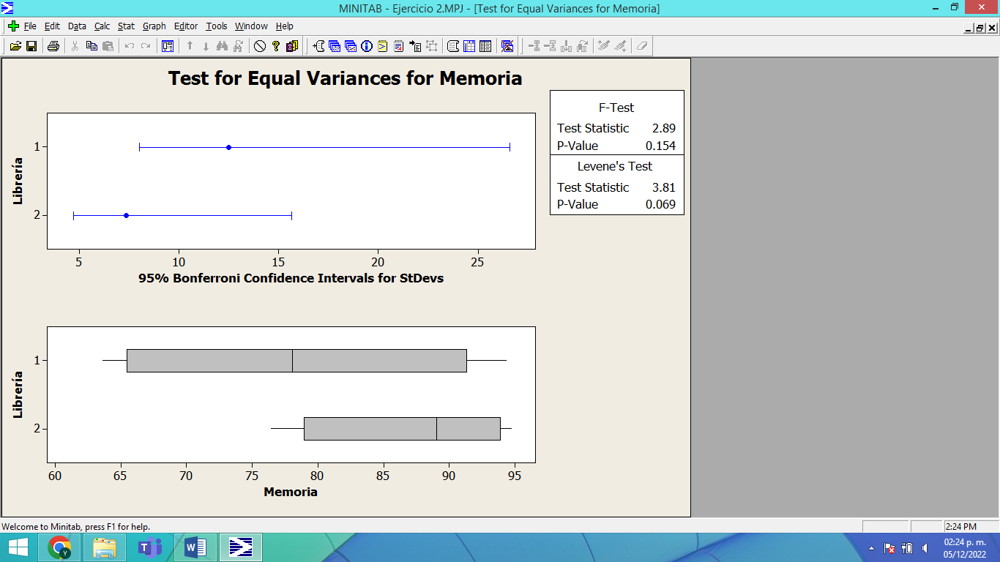 MINITAB - Ejercicio 2.MPJ - [Test for Equal Variances for Memoria]
File Edit Data Calc Stat Graph Editor Tools Window Help
Test for Equal Variances for Memoria
F-Test
Test Statistic 2.89
P-Value 0.154
Levene's Test
Test Statistic 3.81
P-Value 0.069
Librería
1
2
5 10 15 20 25
95% Bonferroni Confidence Intervals for StDevs
Librería
1
2
60 65 70 75 80 85 90 95
Memoria
Welcome to Minitab, press F1 for help.
2:24 PM
02:24 p. m.
05/12/2022